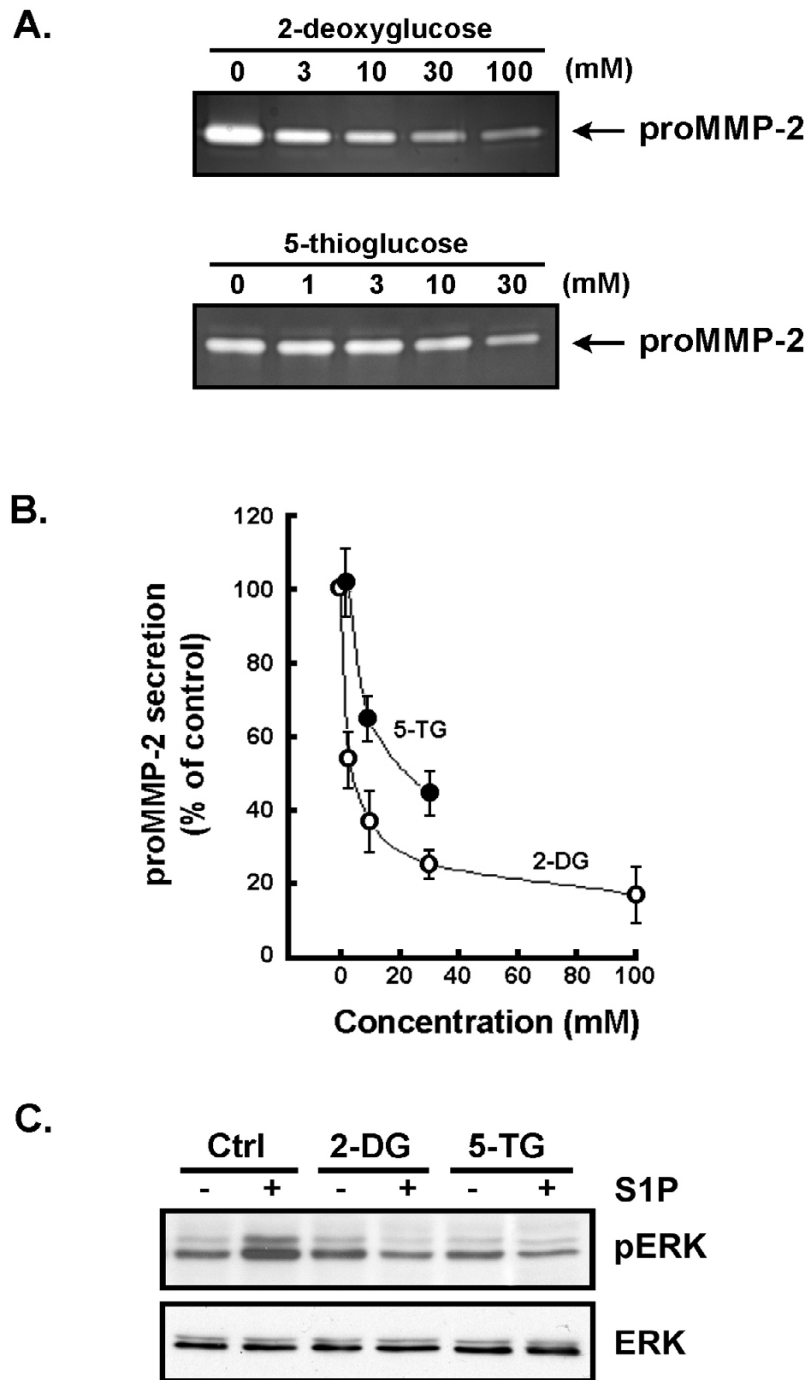 A.
2-deoxyglucose
0 3 10 30 100 (mM)
proMMP-2
5-thioglucose
0 1 3 10 30 (mM)
proMMP-2
B.
proMMP-2 secretion
(% of control)
120
100
80
60
40
20
0
5-TG
2-DG
0 20 40 60 80 100
Concentration (mM)
C.
Ctrl 2-DG 5-TG
- + - + - + S1P
pERK
ERK